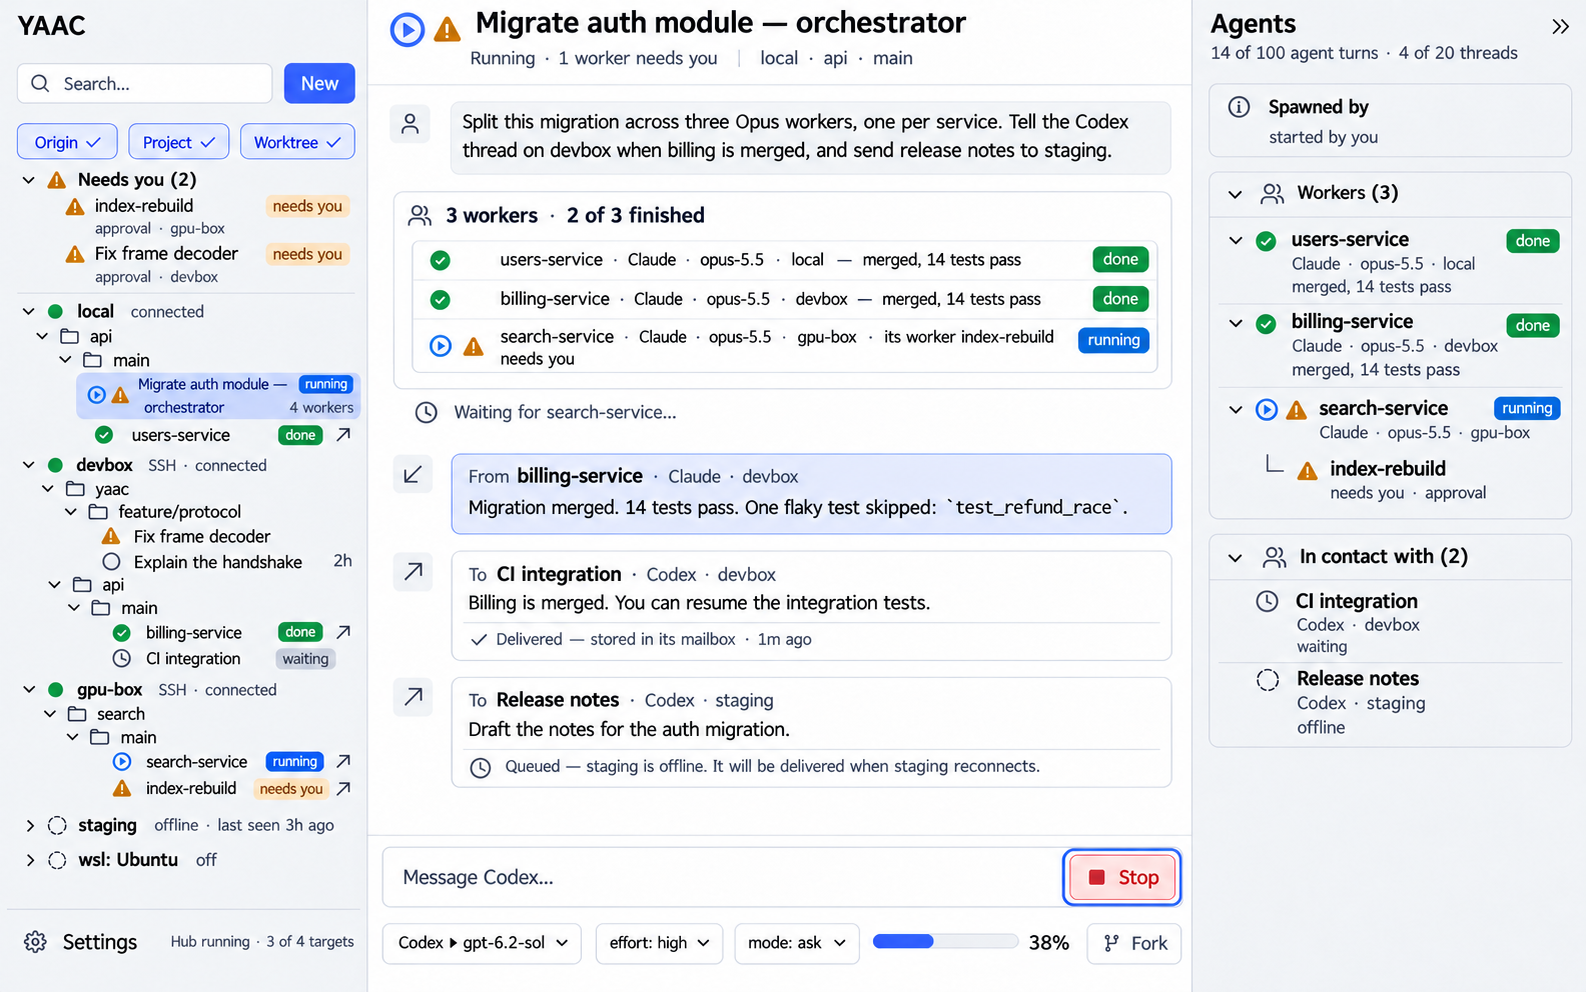 YAAC
Search...
New
Origin
Project
Worktree
Needs you (2)
index-rebuild needs you
approval · gpu-box
Fix frame decoder needs you
approval · devbox
local connected
api
main
Migrate auth module — running
orchestrator 4 workers
users-service done
devbox SSH · connected
yaac
feature/protocol
Fix frame decoder
Explain the handshake 2h
api
main
billing-service done
CI integration waiting
gpu-box SSH · connected
search
main
search-service running
index-rebuild needs you
staging offline · last seen 3h ago
wsl: Ubuntu off
Settings Hub running · 3 of 4 targets
Migrate auth module — orchestrator
Running · 1 worker needs you | local · api · main
Split this migration across three Opus workers, one per service. Tell the Codex
thread on devbox when billing is merged, and send release notes to staging.
3 workers · 2 of 3 finished
users-service · Claude · opus-5.5 · local — merged, 14 tests pass done
billing-service · Claude · opus-5.5 · devbox — merged, 14 tests pass done
search-service · Claude · opus-5.5 · gpu-box · its worker index-rebuild running
needs you
Waiting for search-service...
From billing-service · Claude · devbox
Migration merged. 14 tests pass. One flaky test skipped: `test_refund_race`.
To CI integration · Codex · devbox
Billing is merged. You can resume the integration tests.
Delivered — stored in its mailbox · 1m ago
To Release notes · Codex · staging
Draft the notes for the auth migration.
Queued — staging is offline. It will be delivered when staging reconnects.
Message Codex...
Stop
Codex ▸ gpt-6.2-sol
effort: high
mode: ask
38%
Fork
Agents
14 of 100 agent turns · 4 of 20 threads
Spawned by
started by you
Workers (3)
users-service done
Claude · opus-5.5 · local
merged, 14 tests pass
billing-service done
Claude · opus-5.5 · devbox
merged, 14 tests pass
search-service running
Claude · opus-5.5 · gpu-box
index-rebuild
needs you · approval
In contact with (2)
CI integration
Codex · devbox
waiting
Release notes
Codex · staging
offline